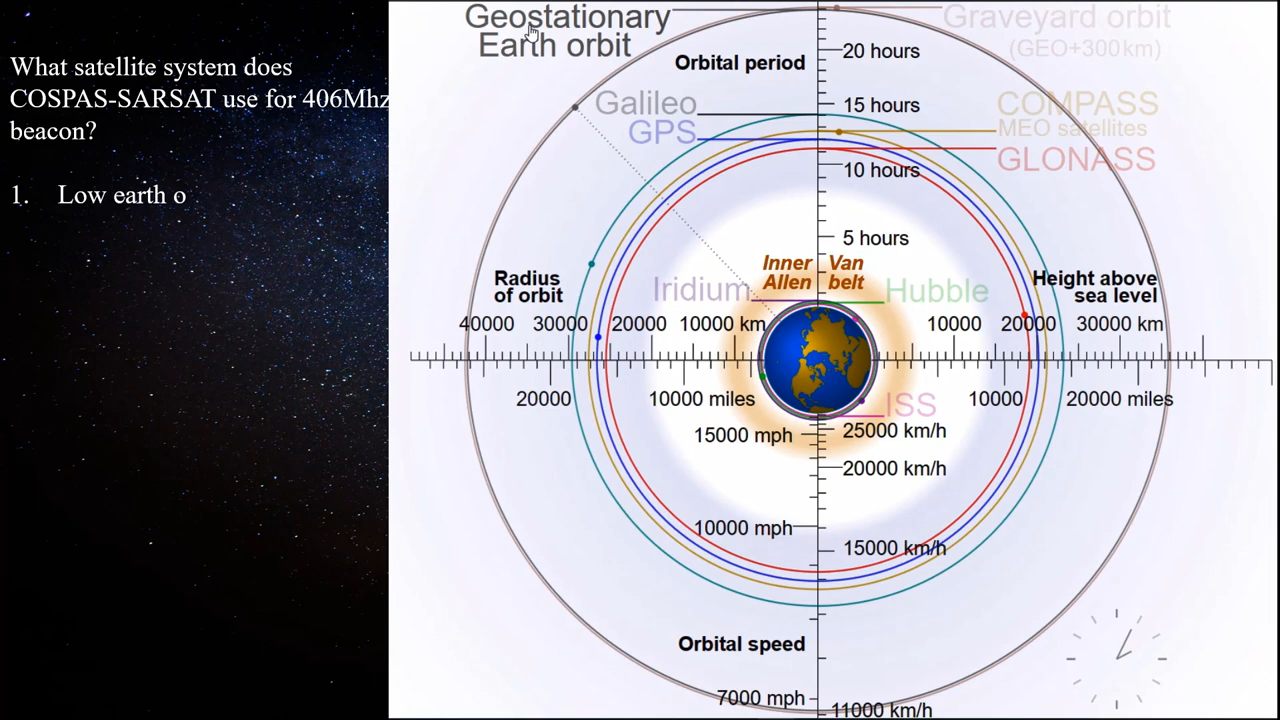 What satellite system does
COSPAS-SARSAT use for 406Mhz
beacon?
1. Low earth o
Geostationary
Earth orbit
Graveyard orbit
(GEO+300km)
Orbital period
20 hours
Galileo
15 hours
COMPASS
GPS
MEO satellites
GLONASS
10 hours
5 hours
Inner Van
Allen belt
Radius
of orbit
Iridium
Hubble
Height above
sea level
40000 30000 20000 10000 km
10000 20000 30000 km
20000 10000 miles
10000 20000 miles
ISS
15000 mph
25000 km/h
20000 km/h
10000 mph
15000 km/h
Orbital speed
7000 mph
11000 km/h